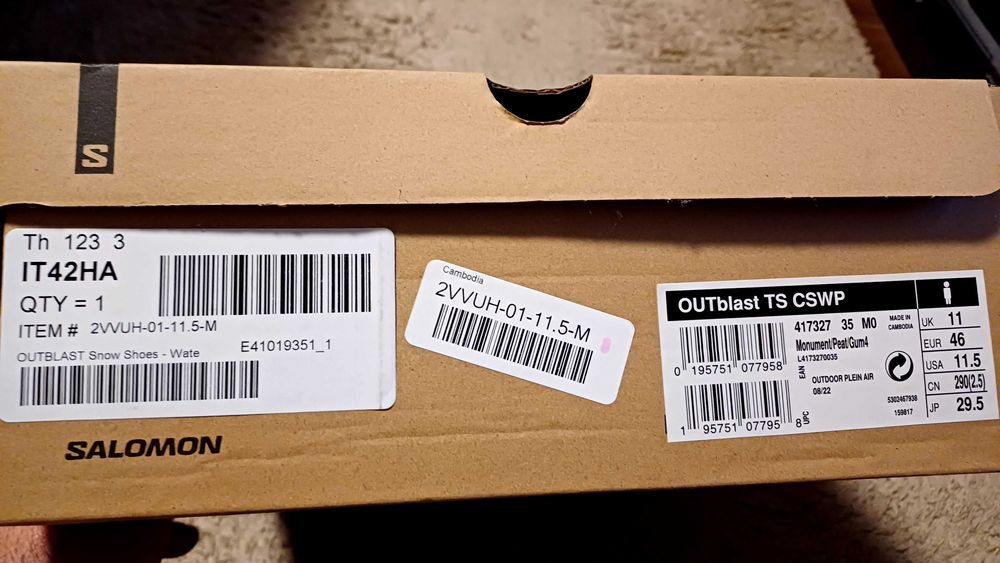 S
Th 123 3
IT42HA
QTY = 1
ITEM # 2VVUH-01-11.5-M
OUTBLAST Snow Shoes - Wate E41019351_1
SALOMON
Cambodia
2VVUH-01-11.5-M
OUTblast TS CSWP
0 195751 077958
EAN
1 95751 07795 8
UPC
417327 35 M0
MADE IN
CAMBODIA
Monument/Peat/Gum4
L4173270035
OUTDOOR PLEIN AIR
08/22
5302467938
159817
UK 11
EUR 46
USA 11.5
CN 290(2.5)
JP 29.5